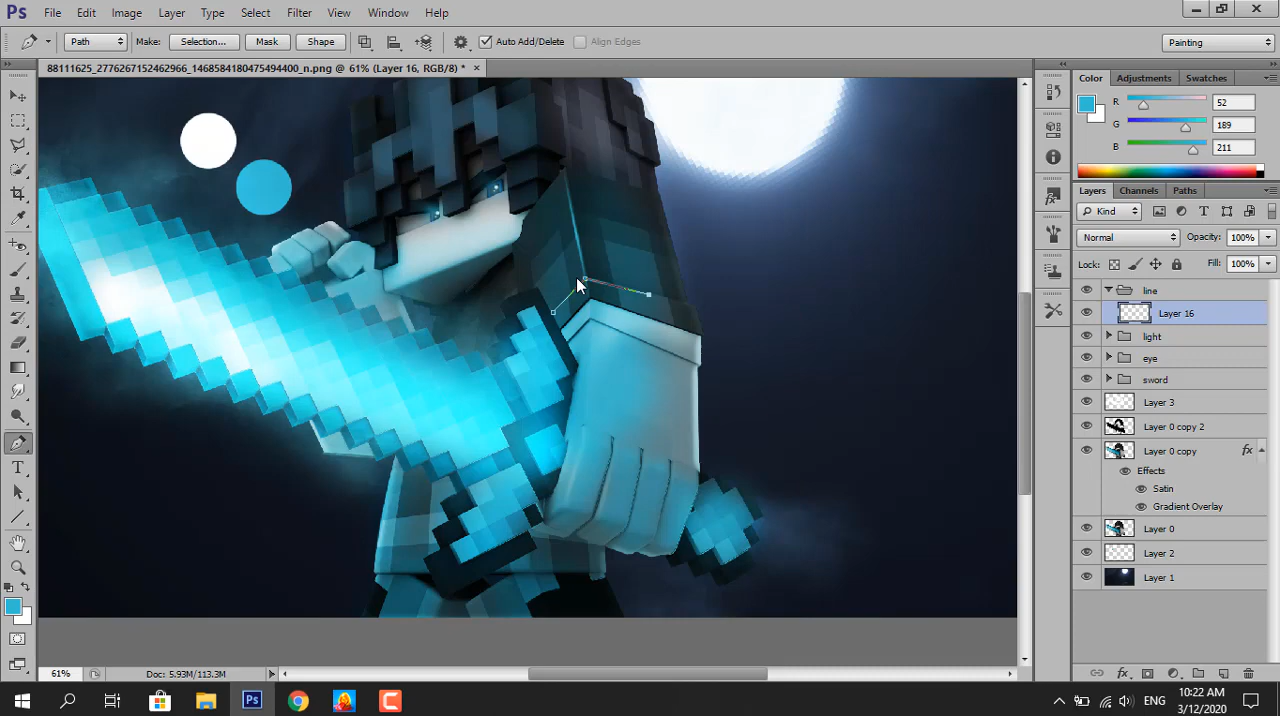 Ps File Edit Image Layer Type Select Filter View Window Help
Path Make: Selection... Mask Shape Auto Add/Delete Align Edges Painting
88111625_2776267152462966_1468584180475494400_n.png @ 61% (Layer 16, RGB/8) *
Color Adjustments Swatches
R 52
G 189
B 211
Layers Channels Paths
Kind
Normal Opacity: 100%
Lock: Fill: 100%
line
Layer 16
light
eye
sword
Layer 3
Layer 0 copy 2
Layer 0 copy fx
Effects
Satin
Gradient Overlay
Layer 0
Layer 2
Layer 1
61% Doc: 5.93M/113.3M
Ps ENG 10:22 AM
3/12/2020